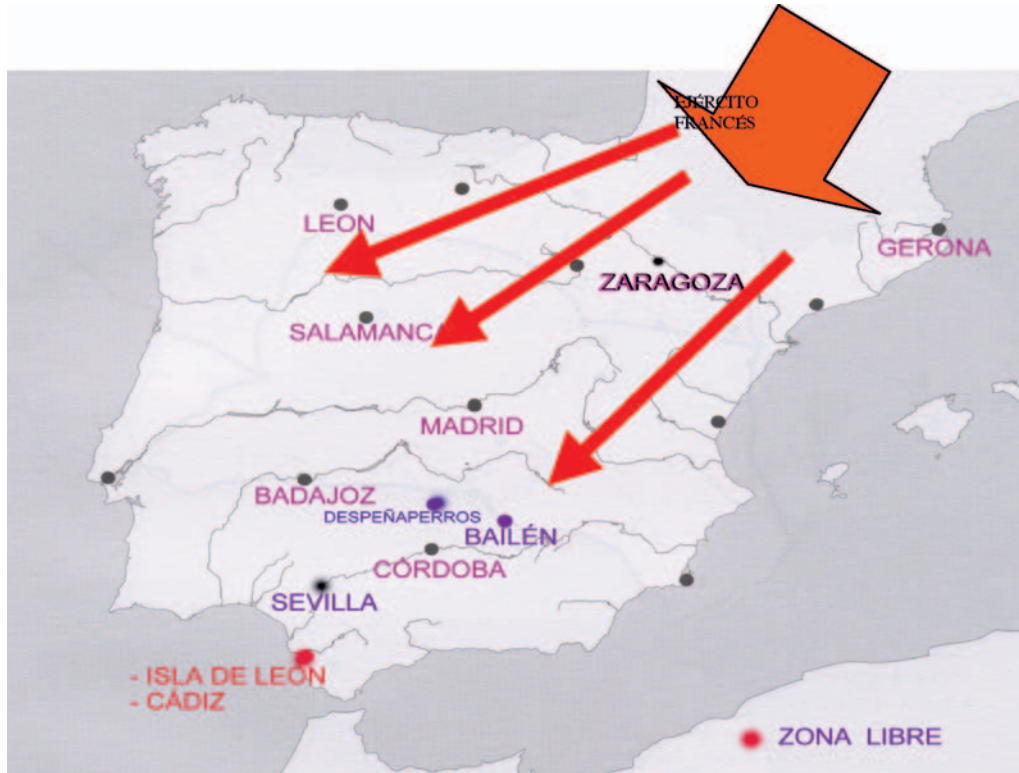 EJÉRCITO
FRANCÉS
LEON
GERONA
ZARAGOZA
SALAMANCA
MADRID
BADAJOZ
DESPEÑAPERROS
BAILÉN
CÓRDOBA
SEVILLA
- ISLA DE LEÓN
- CÁDIZ
ZONA LIBRE